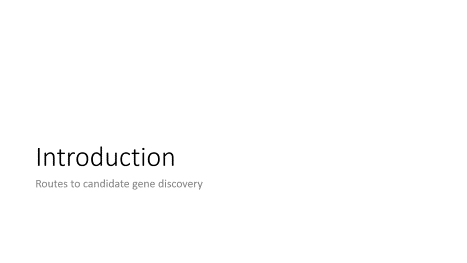 Introduction
Routes to candidate gene discovery